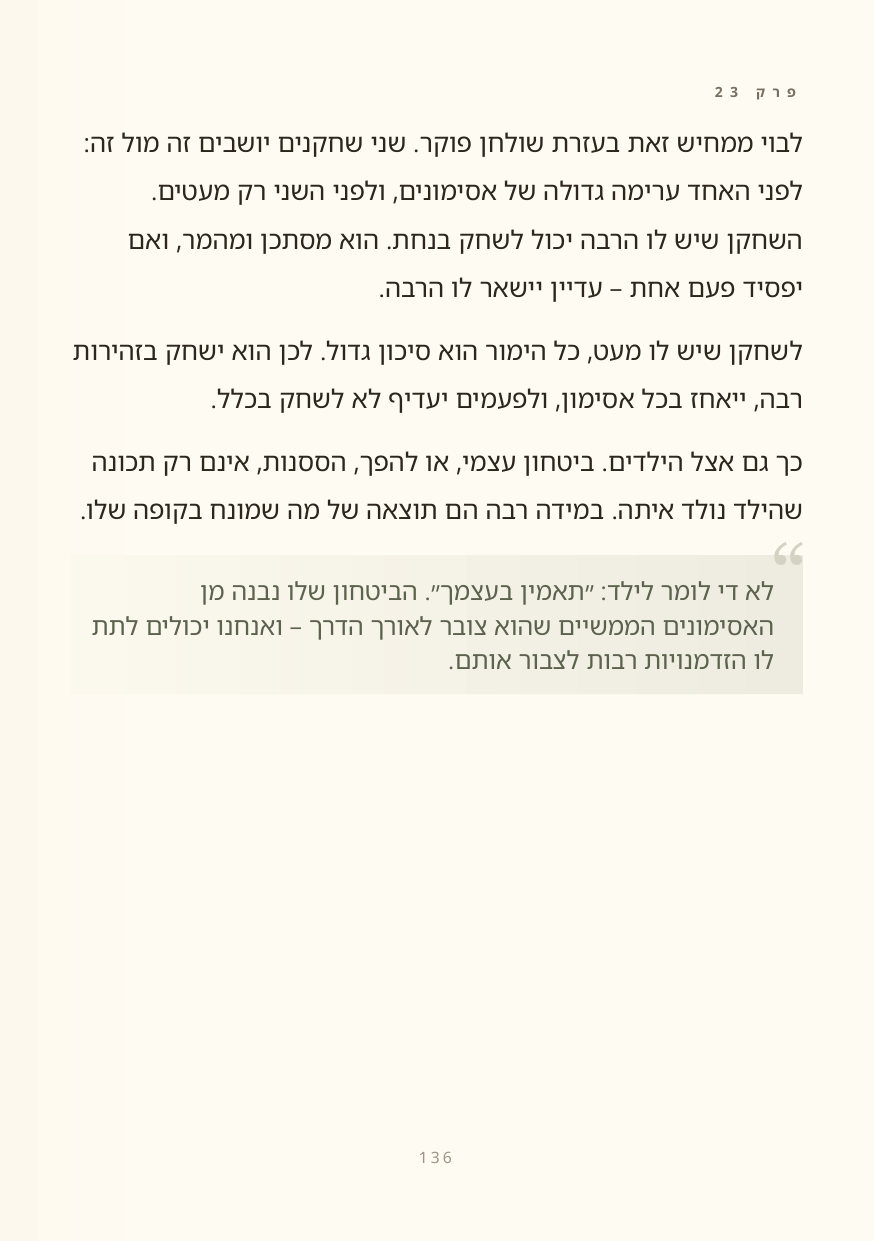 פרק 23
לבוי ממחיש זאת בעזרת שולחן פוקר. שני שחקנים יושבים זה מול זה:
לפני האחד ערימה גדולה של אסימונים, ולפני השני רק מעטים.
השחקן שיש לו הרבה יכול לשחק בנחת. הוא מסתכן ומהמר, ואם
יפסיד פעם אחת – עדיין יישאר לו הרבה.
לשחקן שיש לו מעט, כל הימור הוא סיכון גדול. לכן הוא ישחק בזהירות
רבה, ייאחז בכל אסימון, ולפעמים יעדיף לא לשחק בכלל.
כך גם אצל הילדים. ביטחון עצמי, או להפך, הססנות, אינם רק תכונה
שהילד נולד איתה. במידה רבה הם תוצאה של מה שמונח בקופה שלו.
“
לא די לומר לילד: ״תאמין בעצמך״. הביטחון שלו נבנה מן
האסימונים הממשיים שהוא צובר לאורך הדרך – ואנחנו יכולים לתת
לו הזדמנויות רבות לצבור אותם.
136